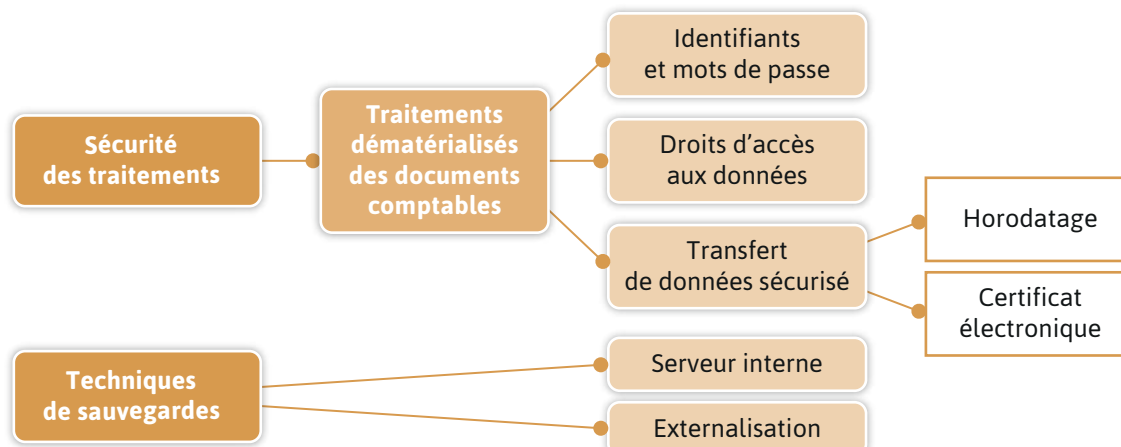 Sécurité
des traitements
Traitements
dématérialisés
des documents
comptables
Identifiants
et mots de passe
Droits d’accès
aux données
Transfert
de données sécurisé
Horodatage
Certificat
électronique
Techniques
de sauvegardes
Serveur interne
Externalisation